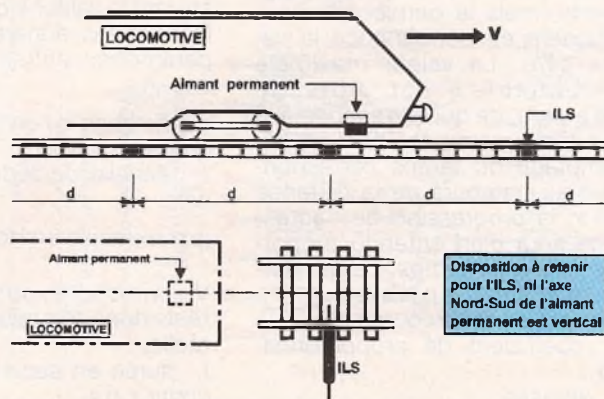 LOCOMOTIVE
V
Aimant permanent
ILS
d
d
d
d
Aimant permanent
LOCOMOTIVE
ILS
Disposition à retenir
pour l'ILS, ni l'axe
Nord-Sud de l'aimant
permanent est vertical